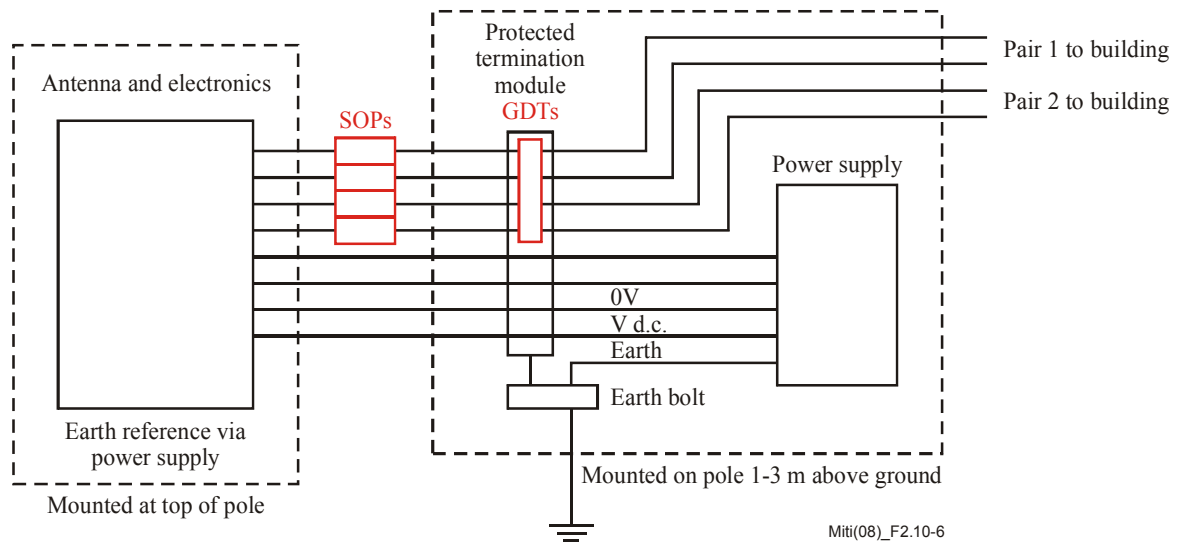 Antenna and electronics
SOPs
Protected
termination
module
GDTs
Pair 1 to building
Pair 2 to building
Power supply
0V
V d.c.
Earth
Earth bolt
Earth reference via
power supply
Mounted at top of pole
Mounted on pole 1-3 m above ground
Miti(08)_F2.10-6